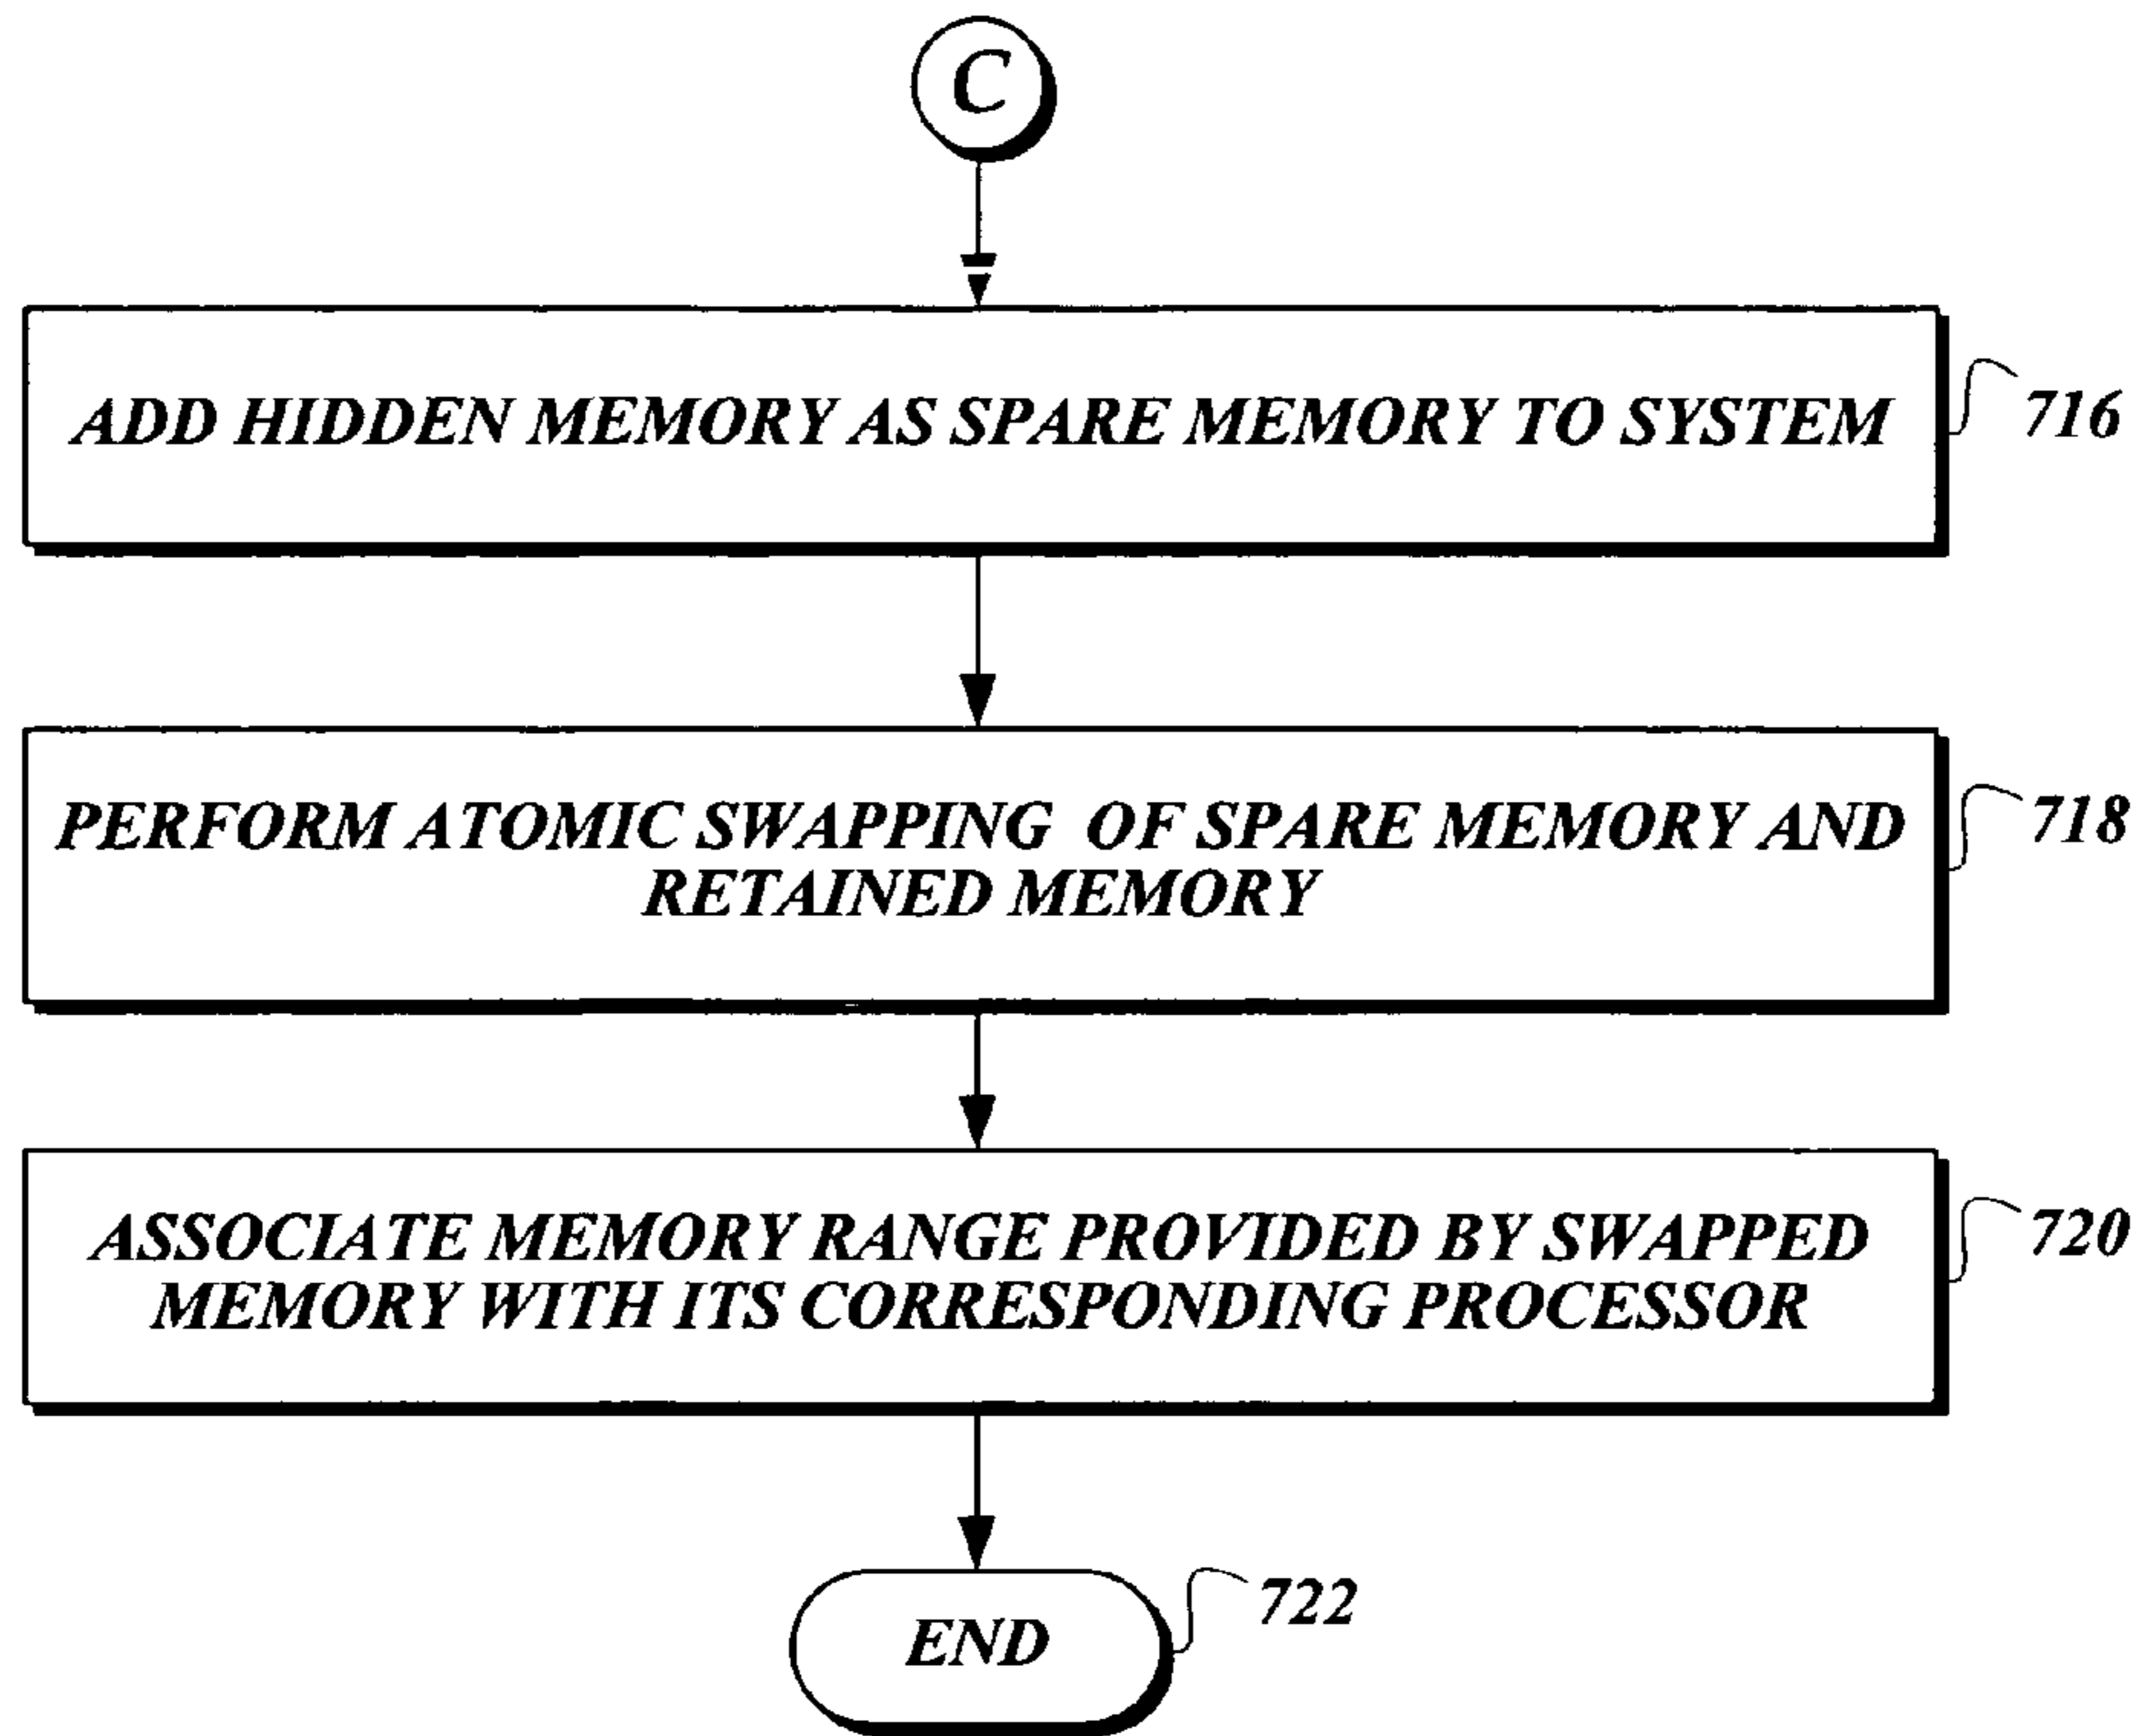 C
ADD HIDDEN MEMORY AS SPARE MEMORY TO SYSTEM
716
PERFORM ATOMIC SWAPPING OF SPARE MEMORY AND
RETAINED MEMORY
718
ASSOCIATE MEMORY RANGE PROVIDED BY SWAPPED
MEMORY WITH ITS CORRESPONDING PROCESSOR
720
END
722